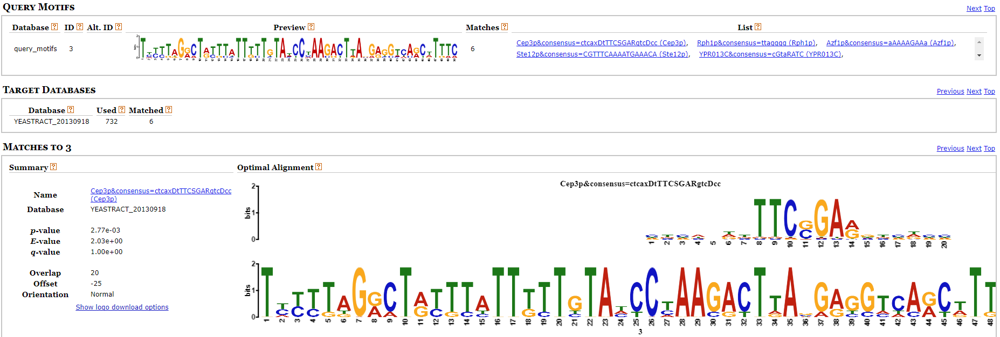 QUERY MOTIFS
Next Top
Database ? ID ? Alt. ID ? Preview ? Matches ? List ?
query_motifs 3 6 Cep3p&consensus=ctcaxDtTTCSGARgtcDcc (Cep3p), Rph1p&consensus=ttagggg (Rph1p), Azf1p&consensus=aAAAAGAAa (Azf1p),
Ste12p&consensus=CGTTTCAAAATGAAACA (Ste12p), YPR013C&consensus=cGtaRATC (YPR013C),
TARGET DATABASES
Previous Next Top
Database ? Used ? Matched ?
YEASTRACT_20130918 732 6
MATCHES TO 3
Previous Next Top
Summary ? Optimal Alignment ?
Name Cep3p&consensus=ctcaxDtTTCSGARgtcDcc
(Cep3p)
Database YEASTRACT_20130918
p-value 2.77e-03
E-value 2.03e+00
q-value 1.00e+00
Overlap 20
Offset -25
Orientation Normal
Show logo download options
Cep3p&consensus=ctcaxDtTTCSGARgtcDcc
2
bits
1
0
1 2 3 4 5 6 7 8 9 10 11 12 13 14 15 16 17 18 19 20
2
bits
1
0
1 2 3 4 5 6 7 8 9 10 11 12 13 14 15 16 17 18 19 20 21 22 23 24 25 26 27 28 29 30 31 32 33 34 35 36 37 38 39 40 41 42 43 44 45 46 47 48
3